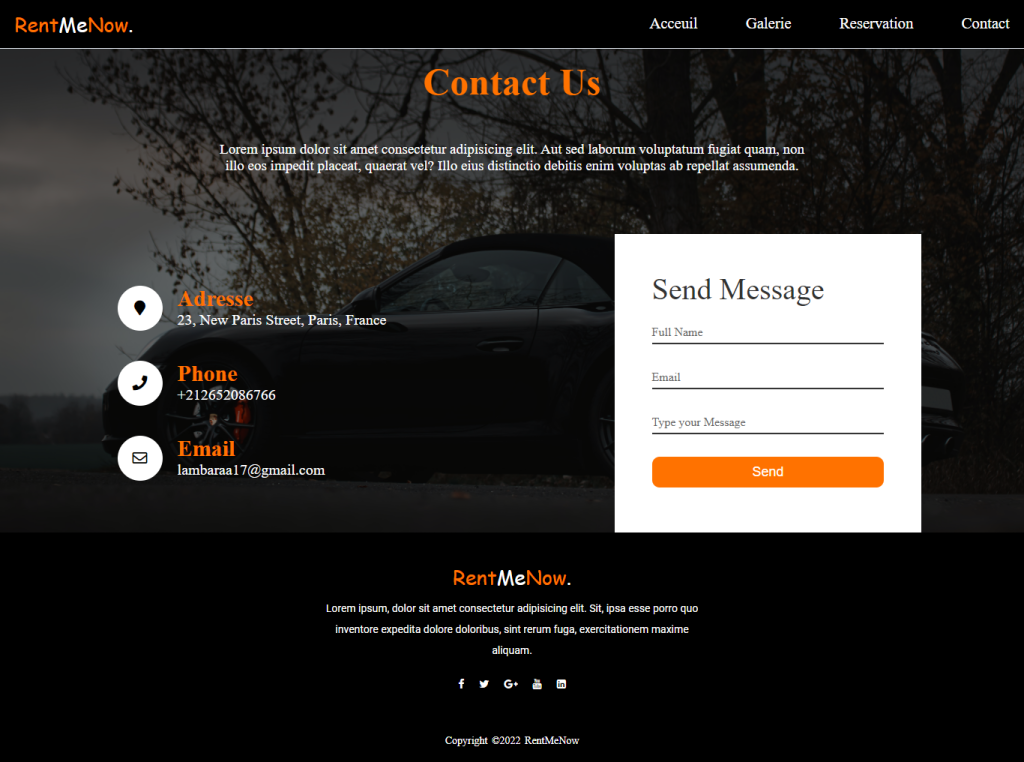 RentMeNow.
Acceuil
Galerie
Reservation
Contact
Contact Us
Lorem ipsum dolor sit amet consectetur adipisicing elit. Aut sed laborum voluptatum fugiat quam, non
illo eos impedit placeat, quaerat vel? Illo eius distinctio debitis enim voluptas ab repellat assumenda.
Adresse
23, New Paris Street, Paris, France
Phone
+212652086766
Email
lambaraa17@gmail.com
Send Message
Full Name
Email
Type your Message
Send
RentMeNow.
Lorem ipsum, dolor sit amet consectetur adipisicing elit. Sit, ipsa esse porro quo
inventore expedita dolore doloribus, sint rerum fuga, exercitationem maxime
aliquam.
Copyright ©2022 RentMeNow